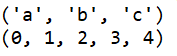 ('a', 'b', 'c')
(0, 1, 2, 3, 4)